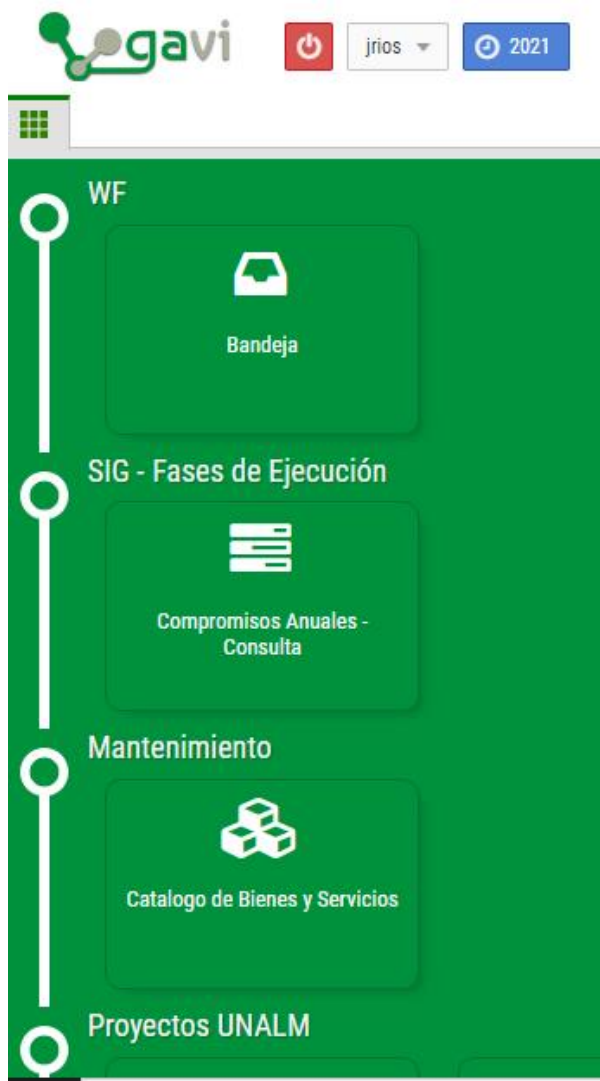 gavi
jrios
2021
WF
Bandeja
SIG - Fases de Ejecución
Compromisos Anuales -
Consulta
Mantenimiento
Catalogo de Bienes y Servicios
Proyectos UNALM